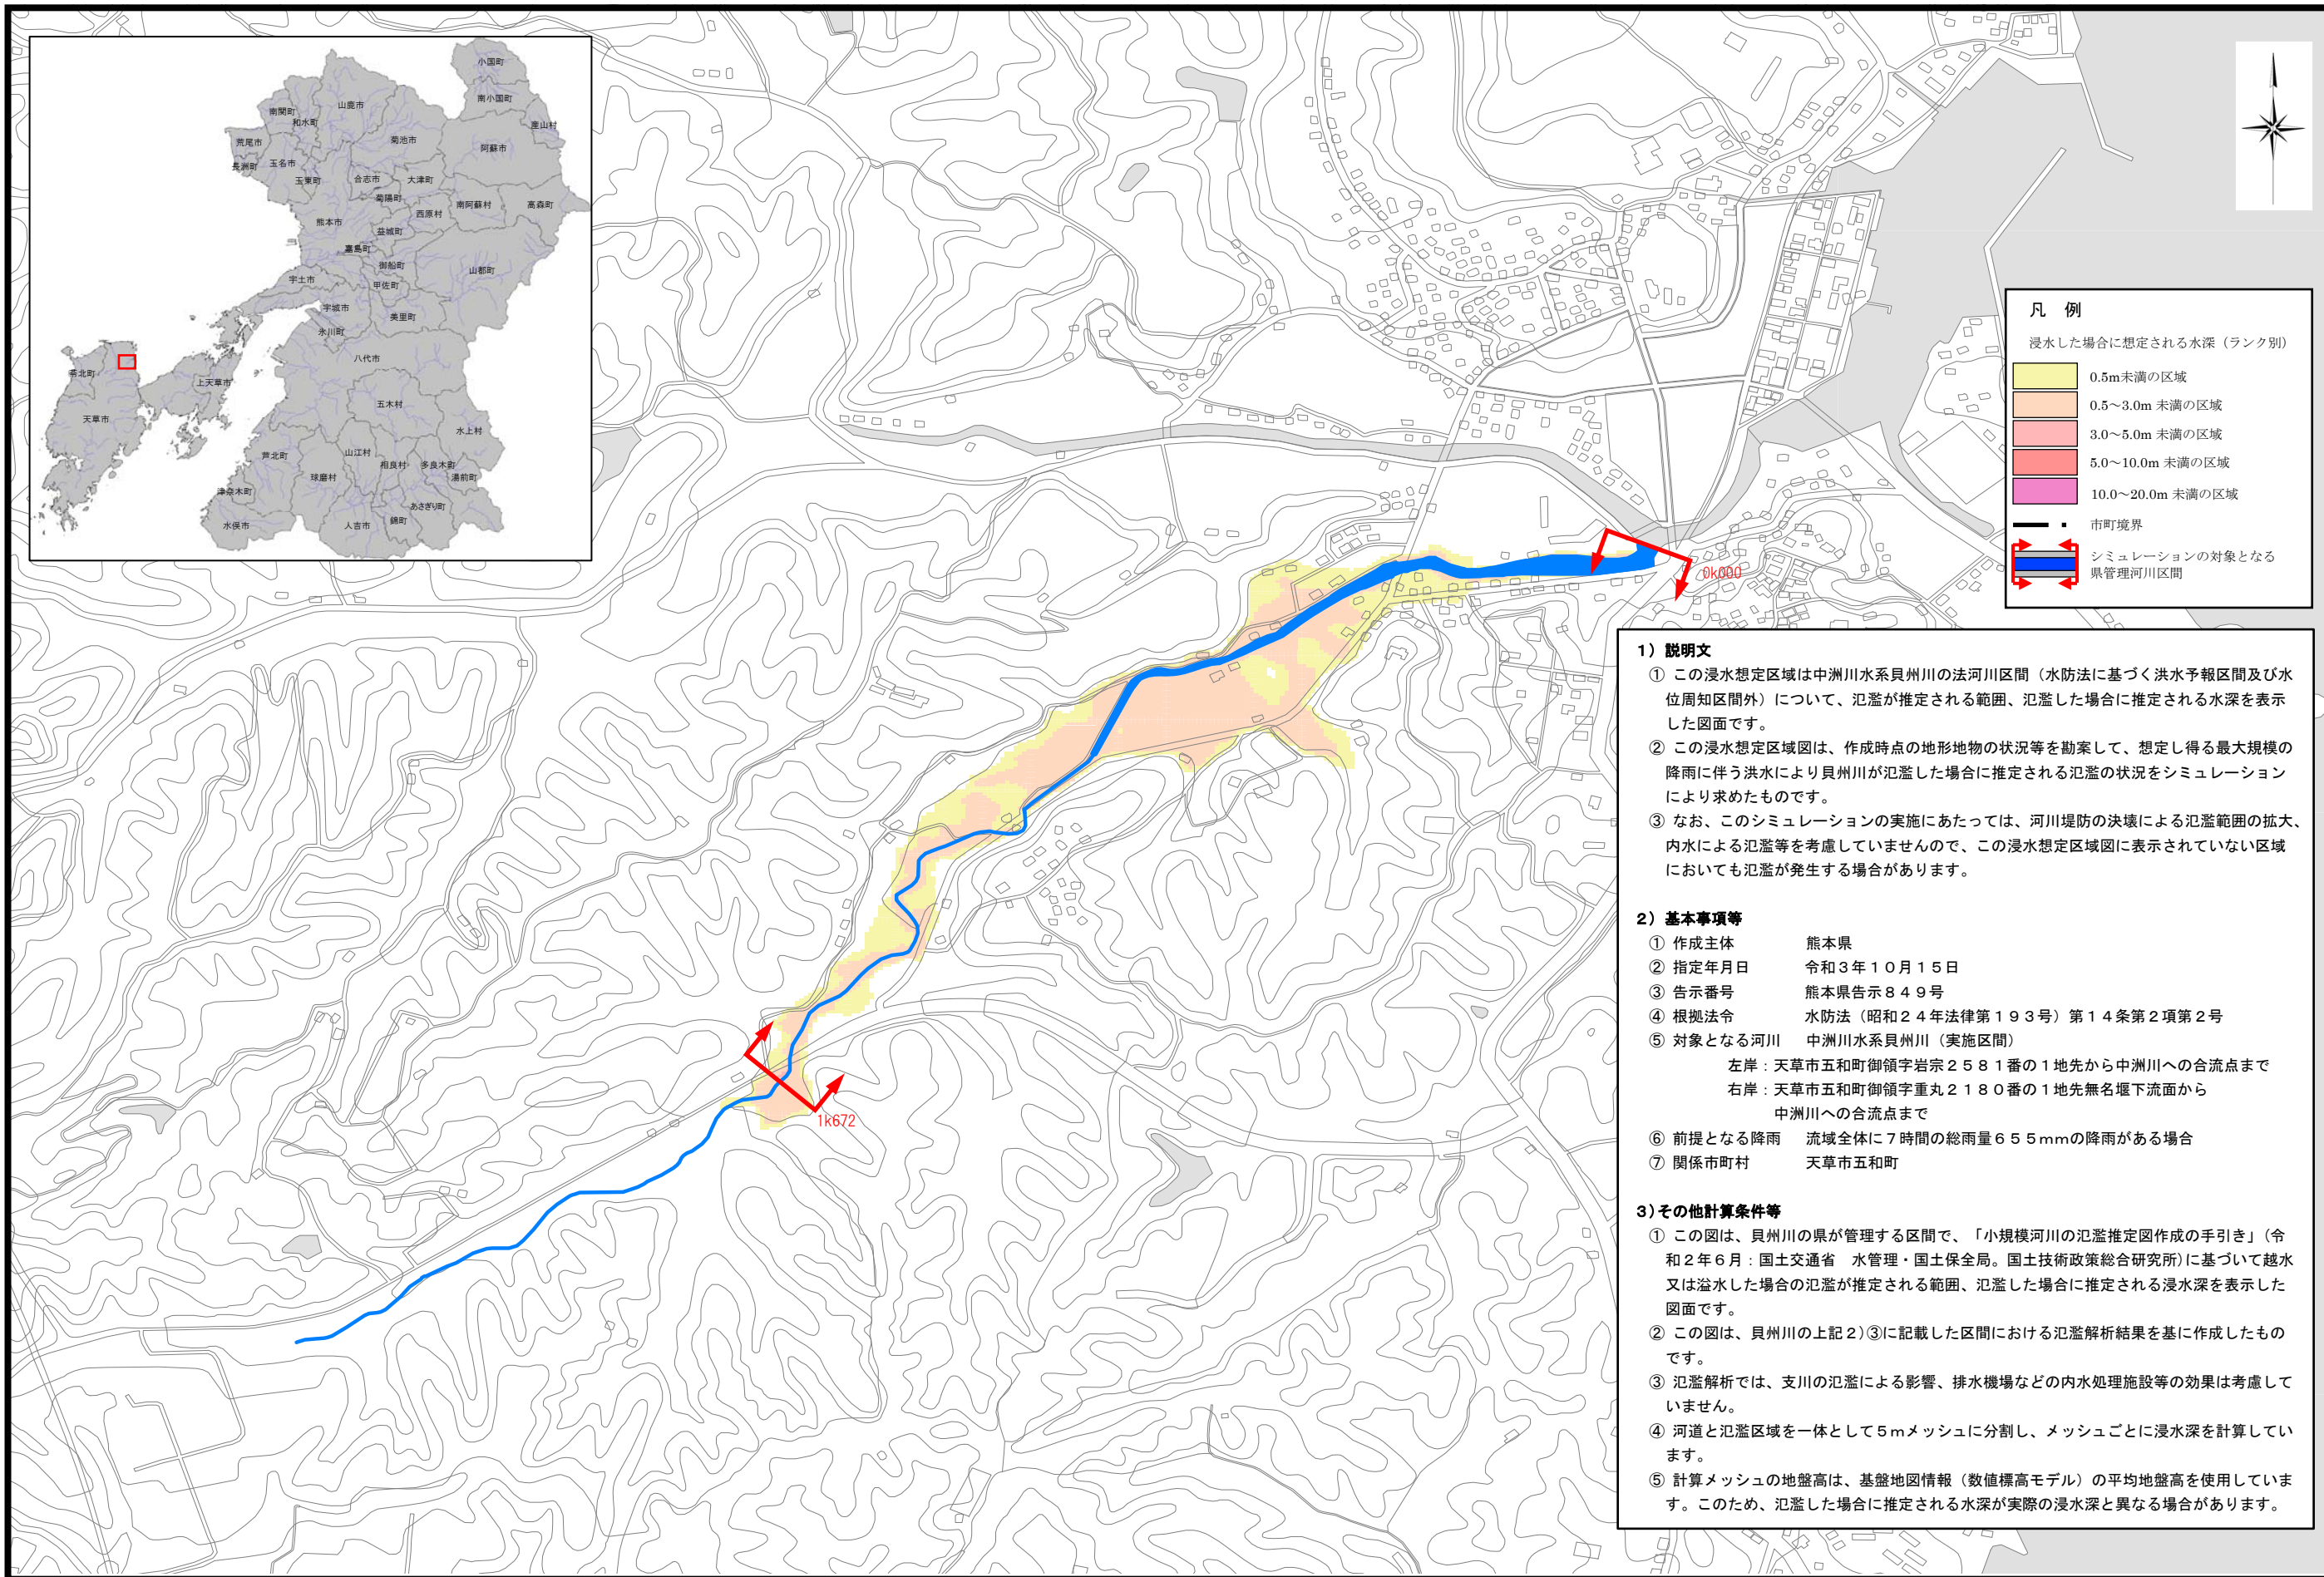 小国町
南小国町
産山村
山鹿市
南関町
和水町
菊池市
阿蘇市
荒尾市
長洲町
玉名市
玉東町
合志市
大津町
菊陽町
西原村
南阿蘇村
高森町
熊本市
益城町
嘉島町
御船町
山都町
宇土市
甲佐町
宇城市
美里町
氷川町
八代市
苓北町
上天草市
天草市
五木村
水上村
芦北町
山江村
球磨村
相良村
多良木町
湯前町
津奈木町
あさぎり町
水俣市
人吉市
錦町
凡 例
浸水した場合に想定される水深（ランク別）
0.5m未満の区域
0.5～3.0m 未満の区域
3.0～5.0m 未満の区域
5.0～10.0m 未満の区域
10.0～20.0m 未満の区域
市町境界
シミュレーションの対象となる
県管理河川区間
0k000
1k672
1）説明文
① この浸水想定区域は中洲川水系貝州川の法河川区間（水防法に基づく洪水予報区間及び水
位周知区間外）について、氾濫が推定される範囲、氾濫した場合に推定される水深を表示
した図面です。
② この浸水想定区域図は、作成時点の地形地物の状況等を勘案して、想定し得る最大規模の
降雨に伴う洪水により貝州川が氾濫した場合に推定される氾濫の状況をシミュレーション
により求めたものです。
③ なお、このシミュレーションの実施にあたっては、河川堤防の決壊による氾濫範囲の拡大、
内水による氾濫等を考慮していませんので、この浸水想定区域図に表示されていない区域
においても氾濫が発生する場合があります。
2）基本事項等
① 作成主体 熊本県
② 指定年月日 令和３年１０月１５日
③ 告示番号 熊本県告示８４９号
④ 根拠法令 水防法（昭和２４年法律第１９３号）第１４条第２項第２号
⑤ 対象となる河川 中洲川水系貝州川（実施区間）
左岸：天草市五和町御領字岩宗２５８１番の１地先から中洲川への合流点まで
右岸：天草市五和町御領字重丸２１８０番の１地先無名堰下流面から
中洲川への合流点まで
⑥ 前提となる降雨 流域全体に７時間の総雨量６５５mmの降雨がある場合
⑦ 関係市町村 天草市五和町
3)その他計算条件等
① この図は、貝州川の県が管理する区間で、「小規模河川の氾濫推定図作成の手引き」（令
和２年６月：国土交通省 水管理・国土保全局。国土技術政策総合研究所)に基づいて越水
又は溢水した場合の氾濫が推定される範囲、氾濫した場合に推定される浸水深を表示した
図面です。
② この図は、貝州川の上記２)③に記載した区間における氾濫解析結果を基に作成したもの
です。
③ 氾濫解析では、支川の氾濫による影響、排水機場などの内水処理施設等の効果は考慮して
いません。
④ 河道と氾濫区域を一体として５ｍメッシュに分割し、メッシュごとに浸水深を計算してい
ます。
⑤ 計算メッシュの地盤高は、基盤地図情報（数値標高モデル）の平均地盤高を使用していま
す。このため、氾濫した場合に推定される水深が実際の浸水深と異なる場合があります。